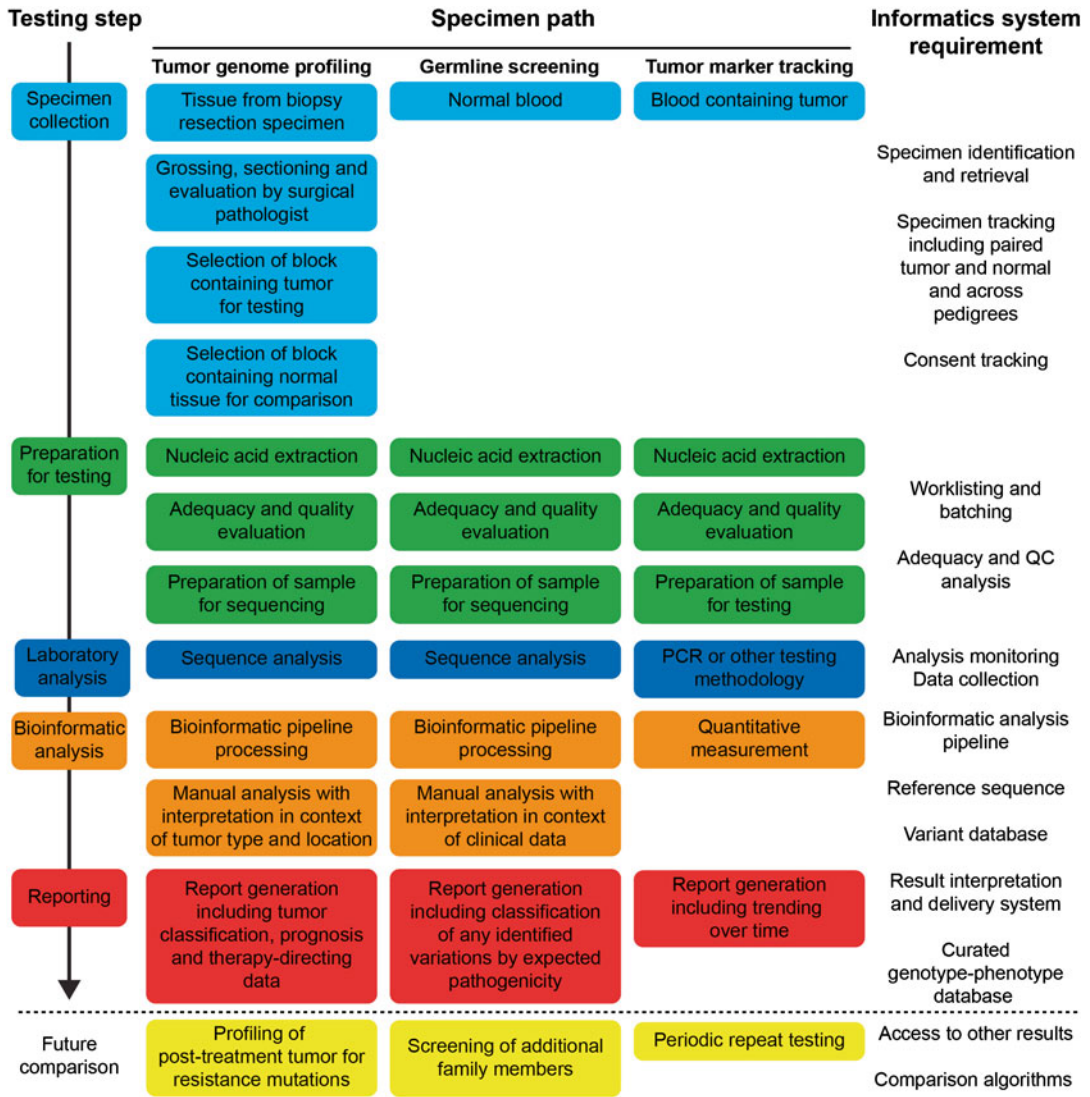 Testing step
Specimen path
Informatics system
requirement
Tumor genome profiling
Germline screening
Tumor marker tracking
Specimen
collection
Tissue from biopsy
resection specimen
Normal blood
Blood containing tumor
Grossing, sectioning and
evaluation by surgical
pathologist
Specimen identification
and retrieval
Selection of block
containing tumor
for testing
Specimen tracking
including paired
tumor and normal
and across
pedigrees
Selection of block
containing normal
tissue for comparison
Consent tracking
Preparation
for testing
Nucleic acid extraction
Nucleic acid extraction
Nucleic acid extraction
Adequacy and quality
evaluation
Adequacy and quality
evaluation
Adequacy and quality
evaluation
Worklisting and
batching
Preparation of sample
for sequencing
Preparation of sample
for sequencing
Preparation of sample
for testing
Adequacy and QC
analysis
Laboratory
analysis
Sequence analysis
Sequence analysis
PCR or other testing
methodology
Analysis monitoring
Data collection
Bioinformatic
analysis
Bioinformatic pipeline
processing
Bioinformatic pipeline
processing
Quantitative
measurement
Bioinformatic analysis
pipeline
Manual analysis with
interpretation in context
of tumor type and location
Manual analysis with
interpretation in context
of clinical data
Reference sequence
Variant database
Reporting
Report generation
including tumor
classification, prognosis
and therapy-directing
data
Report generation
including classification
of any identified
variations by expected
pathogenicity
Report generation
including trending
over time
Result interpretation
and delivery system
Curated
genotype-phenotype
database
Future
comparison
Profiling of
post-treatment tumor for
resistance mutations
Screening of additional
family members
Periodic repeat testing
Access to other results
Comparison algorithms